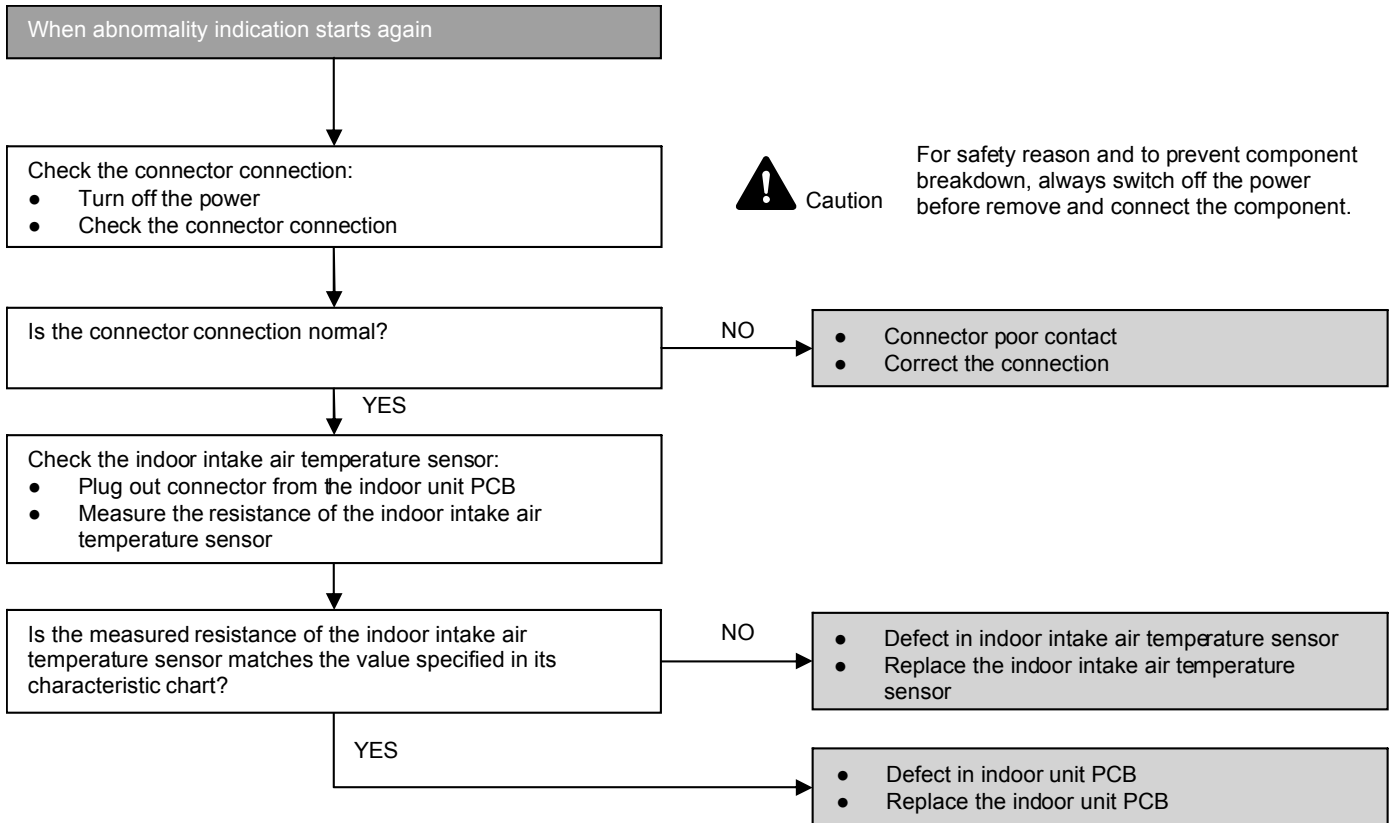 When abnormality indication starts again
Check the connector connection:
● Turn off the power
● Check the connector connection
Caution
For safety reason and to prevent component
breakdown, always switch off the power
before remove and connect the component.
Is the connector connection normal?
NO
● Connector poor contact
● Correct the connection
YES
Check the indoor intake air temperature sensor:
● Plug out connector from the indoor unit PCB
● Measure the resistance of the indoor intake air
temperature sensor
Is the measured resistance of the indoor intake air
temperature sensor matches the value specified in its
characteristic chart?
NO
● Defect in indoor intake air temperature sensor
● Replace the indoor intake air temperature
sensor
YES
● Defect in indoor unit PCB
● Replace the indoor unit PCB